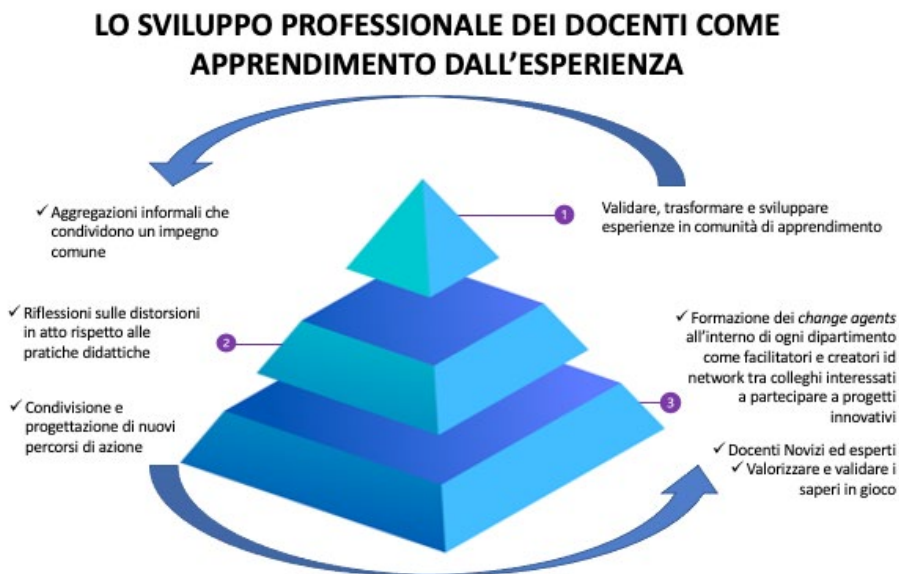 LO SVILUPPO PROFESSIONALE DEI DOCENTI COME
APPRENDIMENTO DALL'ESPERIENZA
✓ Aggregazioni informali che
condividono un impegno
comune
1
Validare, trasformare e sviluppare
esperienze in comunità di apprendimento
✓ Riflessioni sulle distorsioni
in atto rispetto alle
pratiche didattiche
2
✓ Formazione dei change agents
all'interno di ogni dipartimento
come facilitatori e creatori id
network tra colleghi interessati
a partecipare a progetti
innovativi
3
✓ Condivisione e
progettazione di nuovi
percorsi di azione
✓ Docenti Novizi ed esperti
✓ Valorizzare e validare i
saperi in gioco